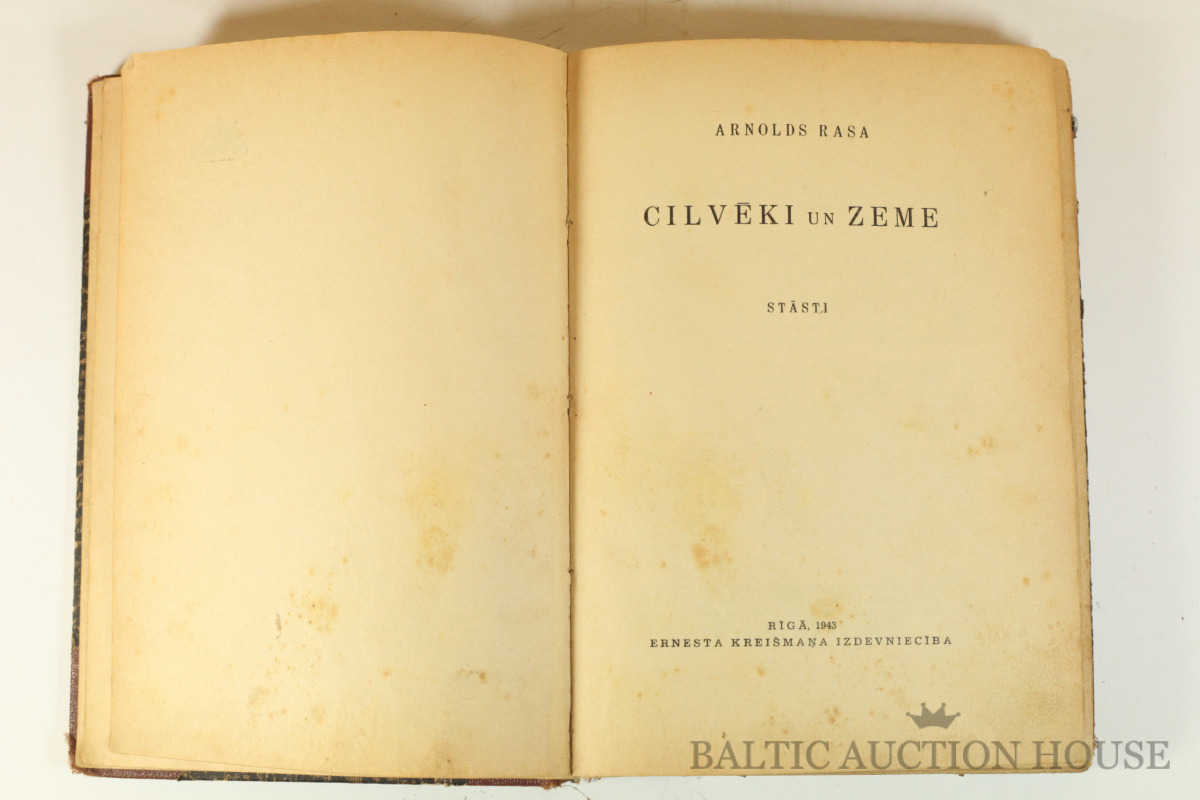 ARNOLDS RASA
CILVĒKI UN ZEME
STĀSTI
RĪGĀ, 1943
ERNESTA KREIŠMAŅA IZDEVNIECĪBA
BALTIC AUCTION HOUSE